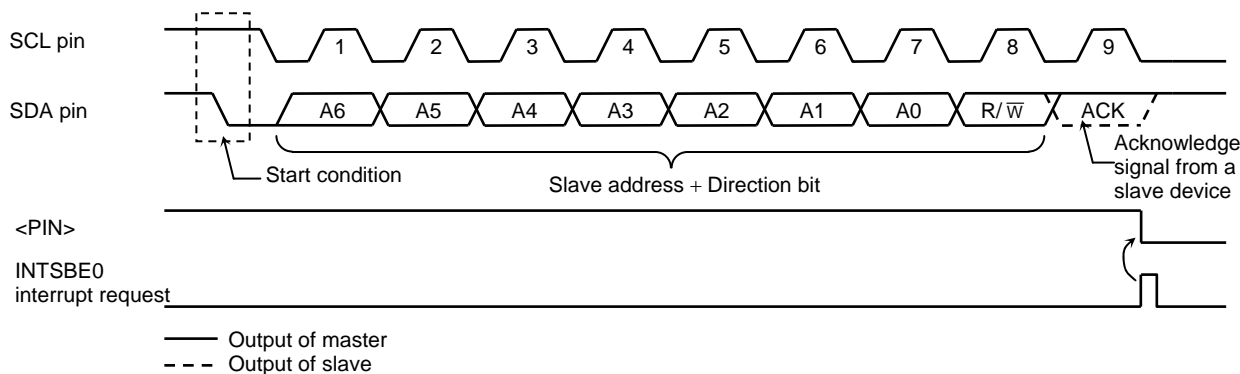 SCL pin
1 2 3 4 5 6 7 8 9
SDA pin
A6 A5 A4 A3 A2 A1 A0 R/W̅ ACK
Start condition
Slave address + Direction bit
Acknowledge
signal from a
slave device
<PIN>
INTSBE0
interrupt request
Output of master
Output of slave